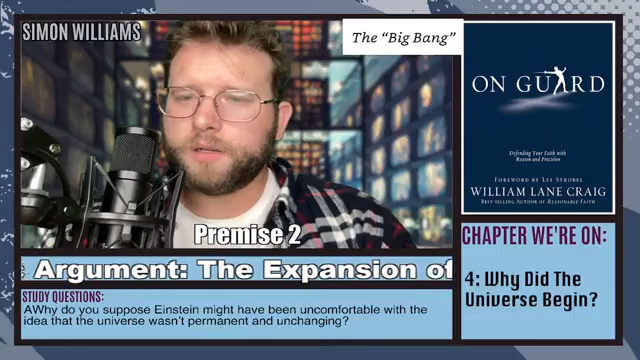 SIMON WILLIAMS
The “Big Bang”
ON GUARD
Defending Your Faith with
Reason and Precision
FOREWORD BY LEE STROBEL
WILLIAM LANE CRAIG
BEST-SELLING AUTHOR OF REASONABLE FAITH
Premise 2
Argument: The Expansion of
CHAPTER WE'RE ON:
4: Why Did The
Universe Begin?
STUDY QUESTIONS:
AWhy do you suppose Einstein might have been uncomfortable with the
idea that the universe wasn't permanent and unchanging?